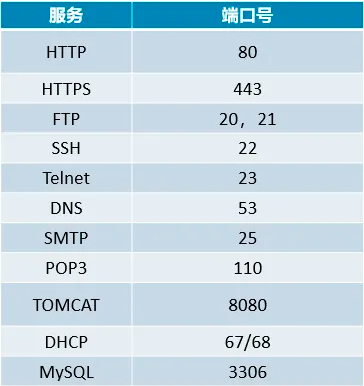 服务 端口号
HTTP 80
HTTPS 443
FTP 20，21
SSH 22
Telnet 23
DNS 53
SMTP 25
POP3 110
TOMCAT 8080
DHCP 67/68
MySQL 3306